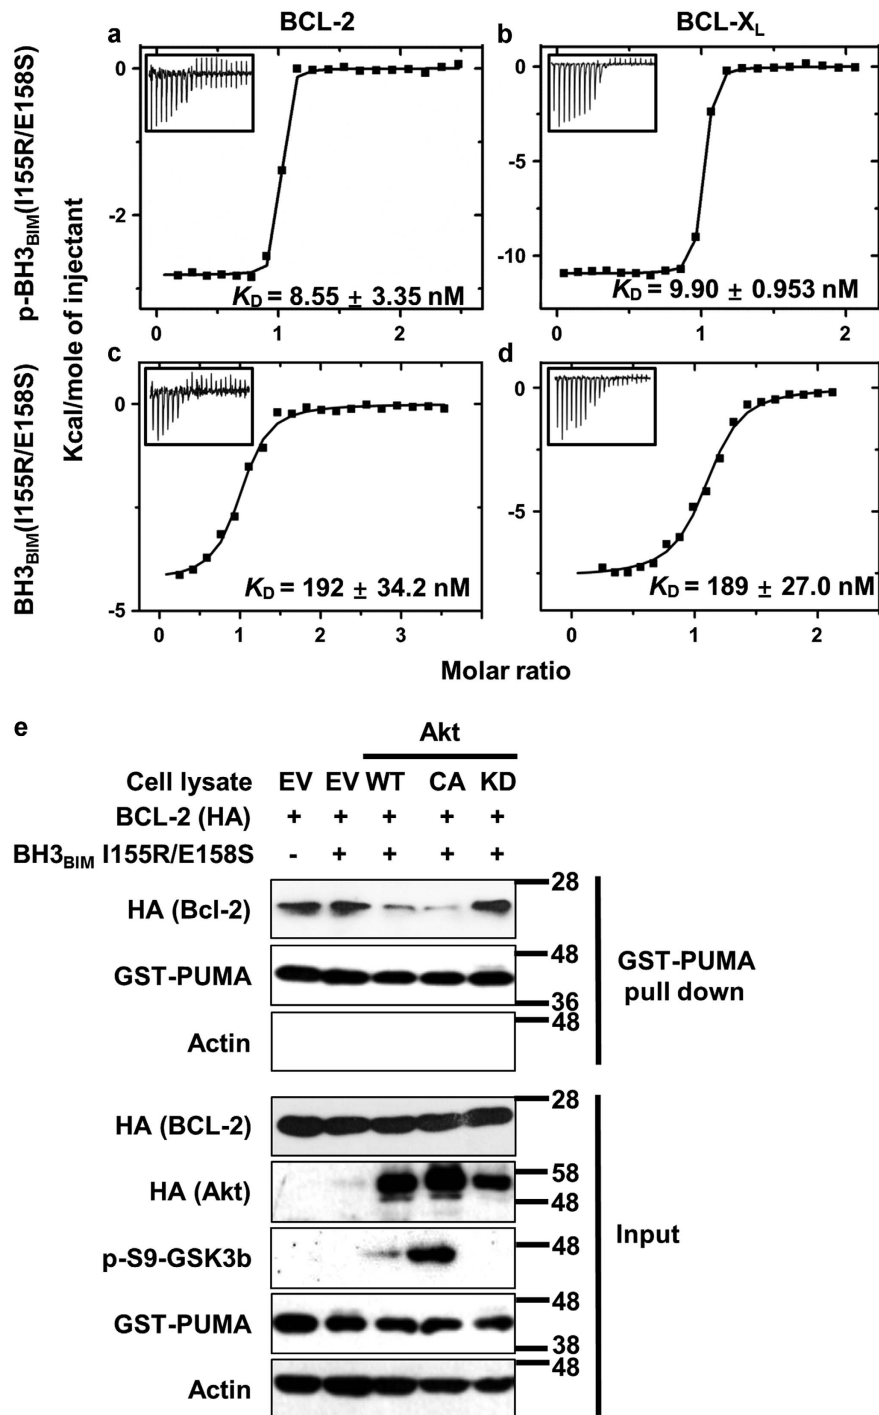 BCL-2
BCL-XL
a
b
p-BH3BIM(I155R/E158S)
BH3BIM(I155R/E158S)
Kcal/mole of injectant
0
-2
KD = 8.55 ± 3.35 nM
0 1 2
0
-5
-10
KD = 9.90 ± 0.953 nM
0 1 2
c
d
0
-5
KD = 192 ± 34.2 nM
0 1 2 3
0
-5
KD = 189 ± 27.0 nM
0 1 2
Molar ratio
e
Akt
Cell lysate EV EV WT CA KD
BCL-2 (HA) + + + + +
BH3BIM I155R/E158S - + + + +
HA (Bcl-2) 28
GST-PUMA 48
36
Actin 48
GST-PUMA
pull down
HA (BCL-2) 28
HA (Akt) 58
48
p-S9-GSK3b 48
GST-PUMA 48
38
Actin 48
Input